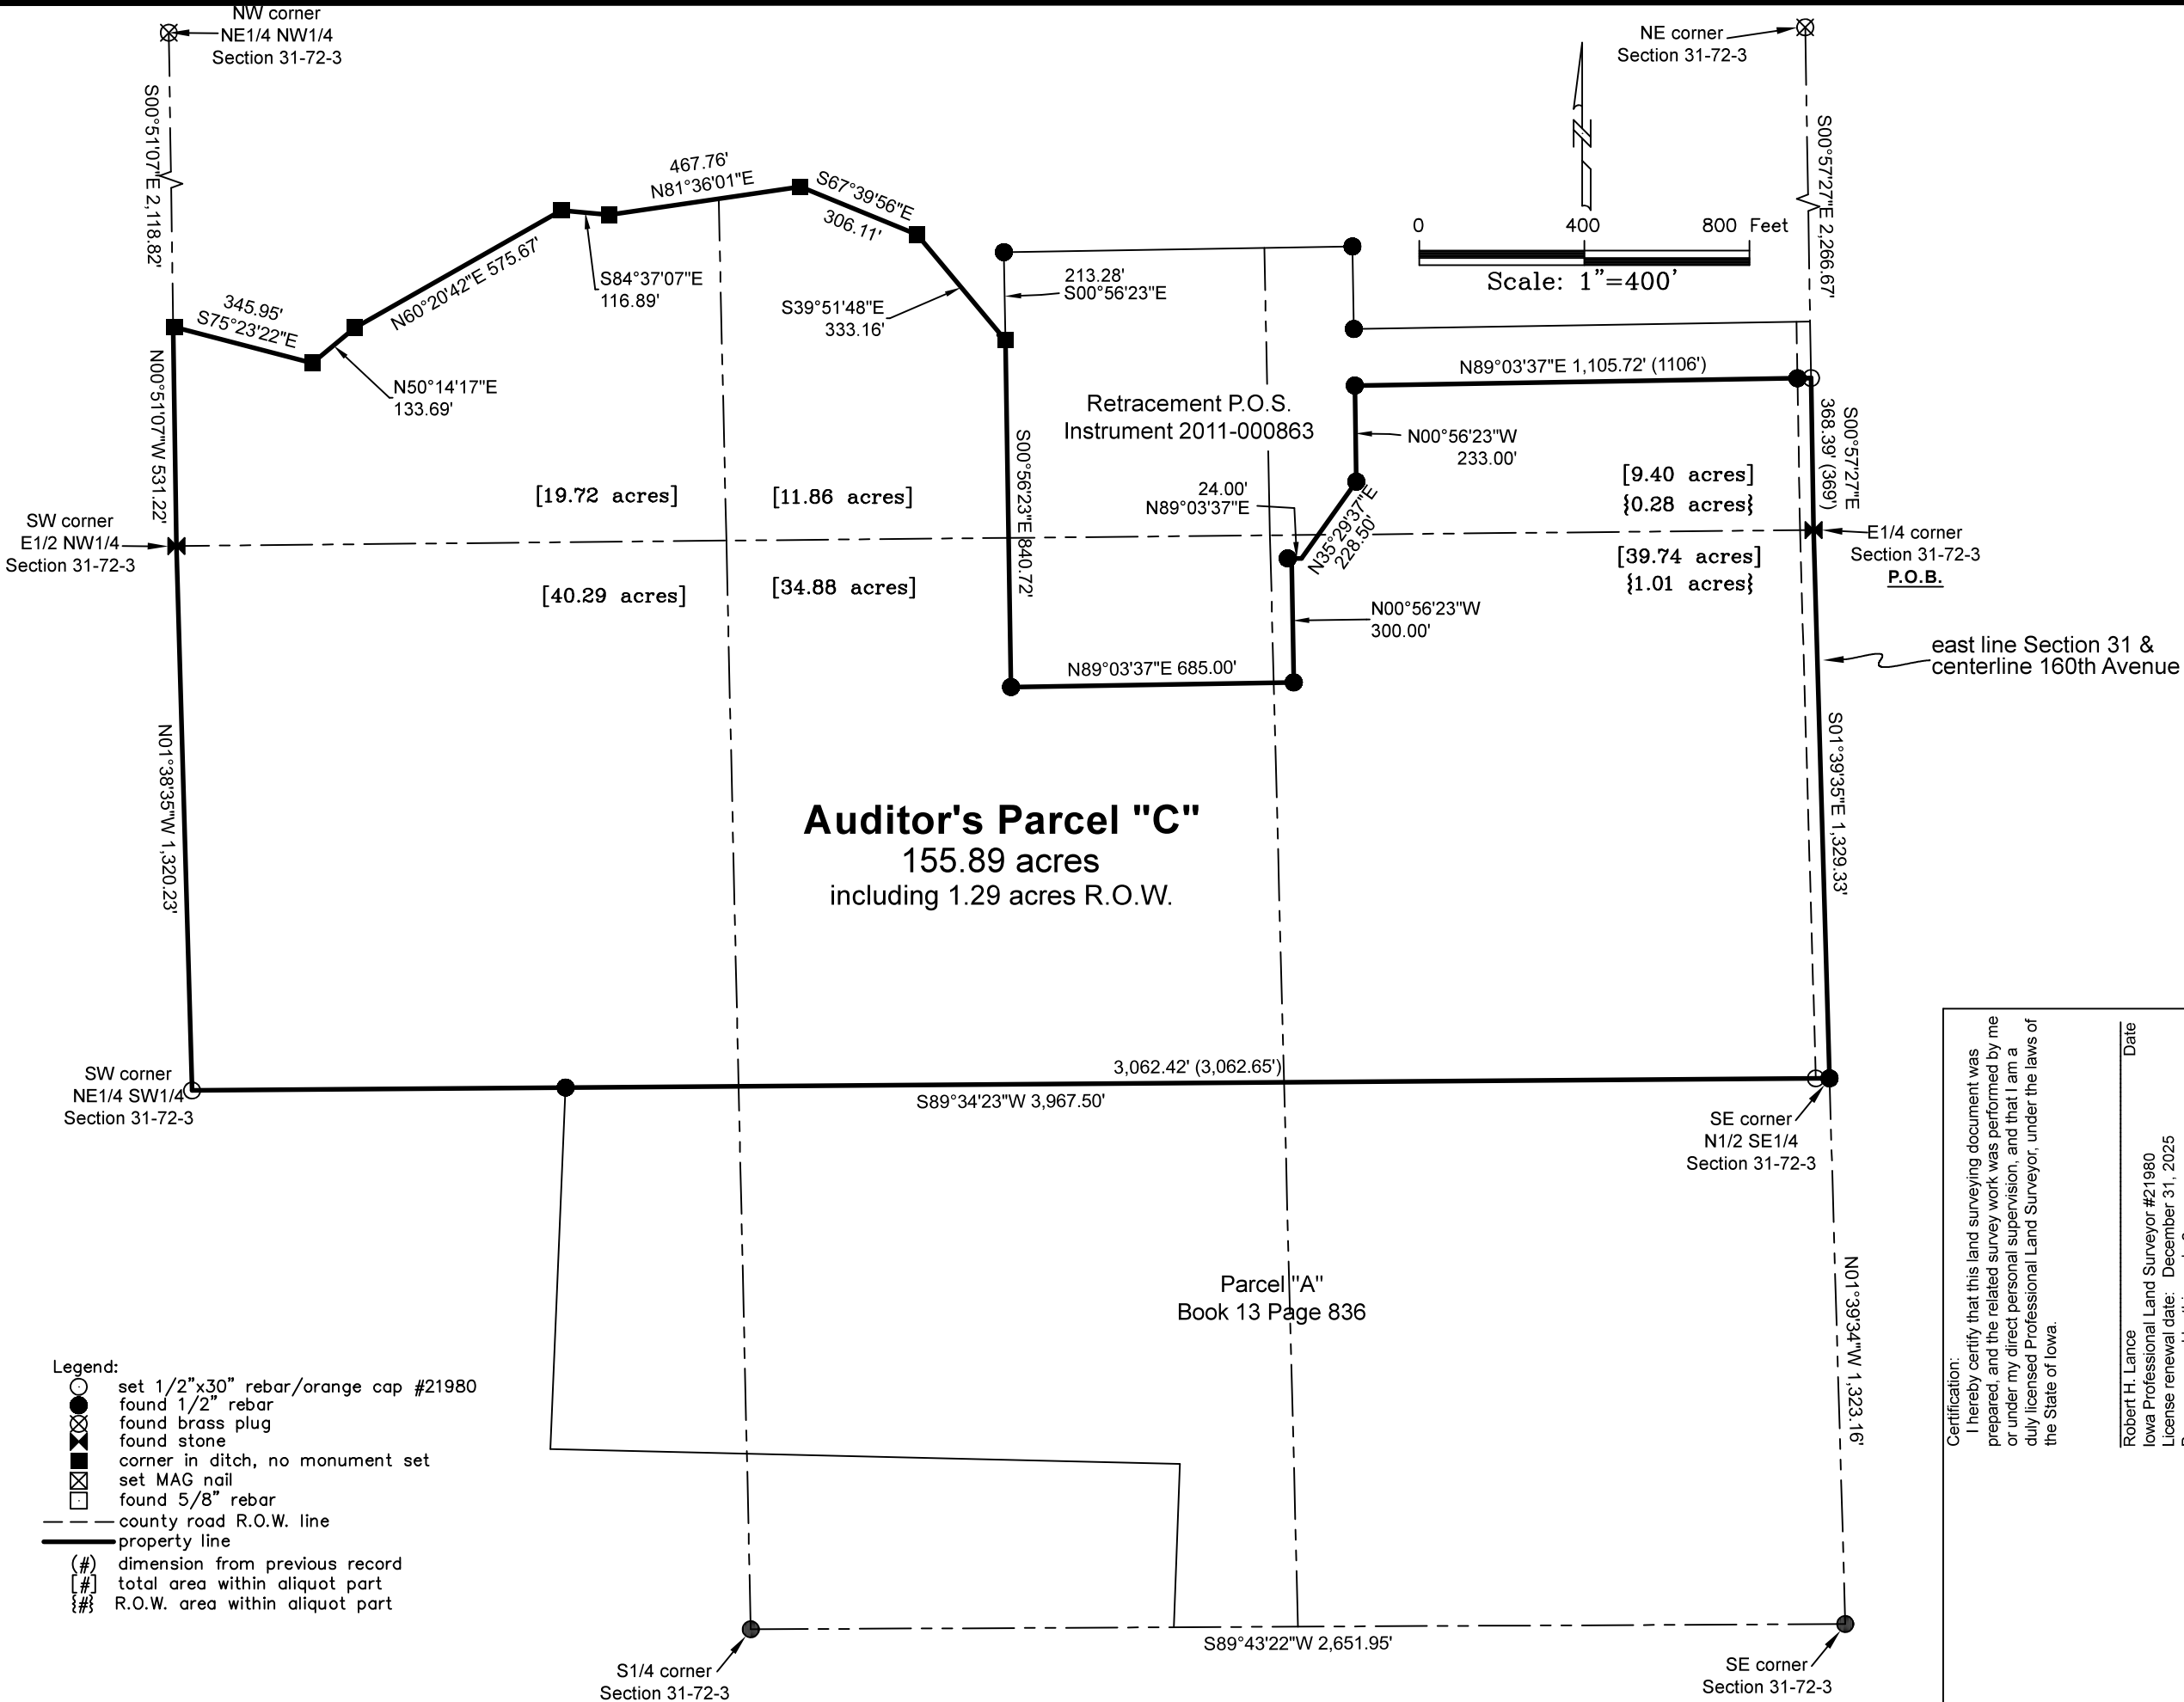 NW corner
NE1/4 NW1/4
Section 31-72-3
NE corner
Section 31-72-3
S00°51'07"E 2,118.82'
S00°57'27"E 2,266.67'
467.76'
N81°36'01"E
S67°39'56"E
306.11'
N60°20'42"E 575.67'
S84°37'07"E
116.89'
S39°51'48"E
333.16'
213.28'
S00°56'23"E
0 400 800 Feet
Scale: 1"=400'
345.95'
S75°23'22"E
N50°14'17"E
133.69'
N00°51'07"W 531.22'
Retracement P.O.S.
Instrument 2011-000863
N89°03'37"E 1,105.72' (1106')
N00°56'23"W
233.00'
S00°57'27"E
368.39' (369')
S00°56'23"E 840.72'
24.00'
N89°03'37"E
N35°29'37"E
228.50'
[19.72 acres]
[11.86 acres]
[9.40 acres]
{0.28 acres}
SW corner
E1/2 NW1/4
Section 31-72-3
E1/4 corner
Section 31-72-3
P.O.B.
[40.29 acres]
[34.88 acres]
[39.74 acres]
{1.01 acres}
N00°56'23"W
300.00'
N89°03'37"E 685.00'
east line Section 31 &
centerline 160th Avenue
N01°38'35"W 1,320.23'
S01°39'35"E 1,329.33'
Auditor's Parcel "C"
155.89 acres
including 1.29 acres R.O.W.
3,062.42' (3,062.65')
S89°34'23"W 3,967.50'
SW corner
NE1/4 SW1/4
Section 31-72-3
SE corner
N1/2 SE1/4
Section 31-72-3
Parcel "A"
Book 13 Page 836
N01°39'34"W 1,323.16'
S89°43'22"W 2,651.95'
S1/4 corner
Section 31-72-3
SE corner
Section 31-72-3
Legend:
set 1/2"x30" rebar/orange cap #21980
found 1/2" rebar
found brass plug
found stone
corner in ditch, no monument set
set MAG nail
found 5/8" rebar
county road R.O.W. line
property line
(#) dimension from previous record
[#] total area within aliquot part
{#} R.O.W. area within aliquot part
Certification:
I hereby certify that this land surveying document was
prepared, and the related survey work was performed by me
or under my direct personal supervision, and that I am a
duly licensed Professional Land Surveyor, under the laws of
the State of Iowa.
Robert H. Lance Date
Iowa Professional Land Surveyor #21980
License renewal date: December 31, 2025